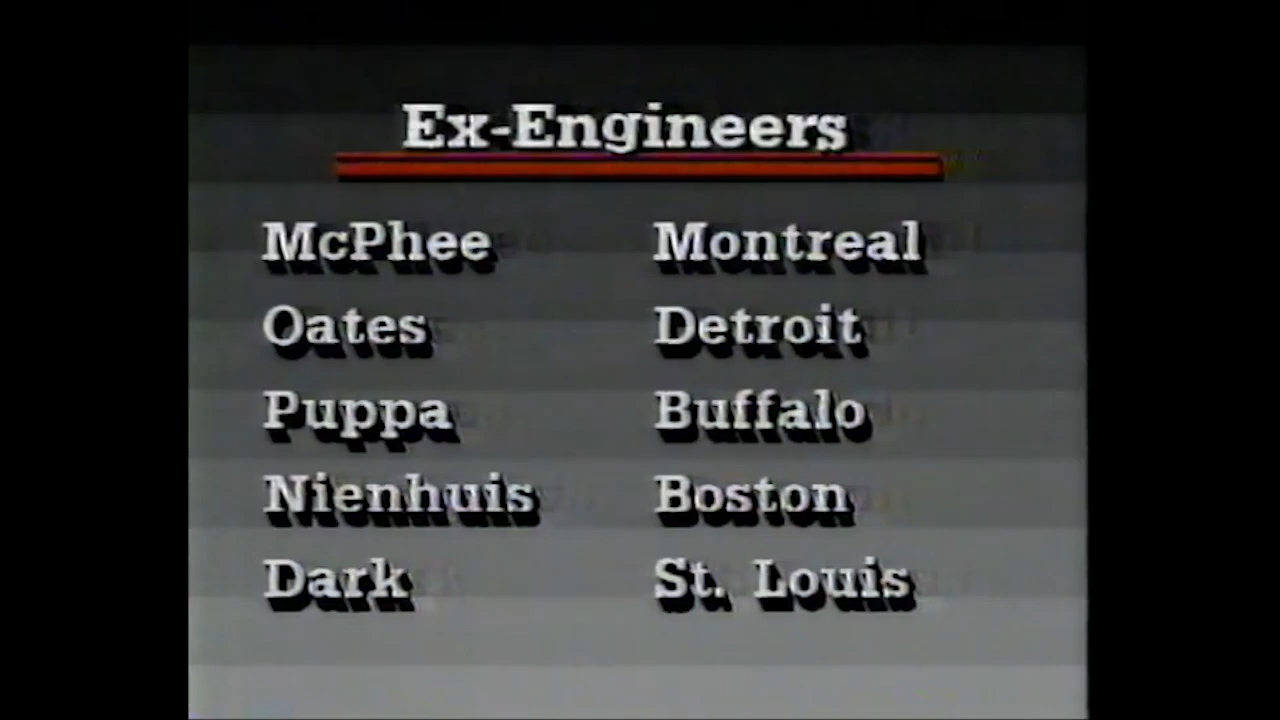 Ex-Engineers
McPhee Montreal
Oates Detroit
Puppa Buffalo
Nienhuis Boston
Dark St. Louis